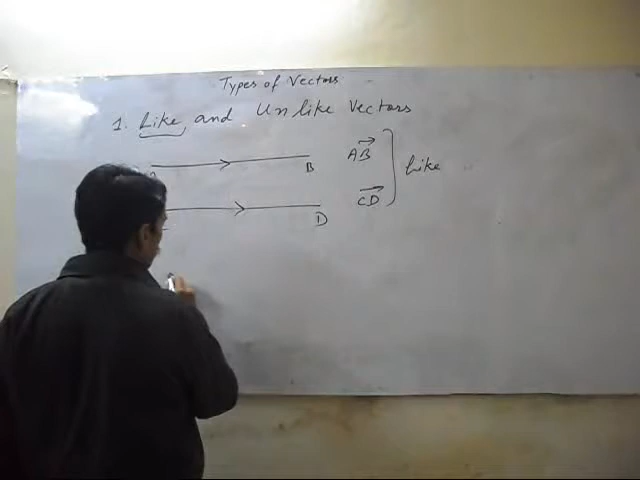 Types of Vectors
1. Like, and Unlike Vectors
B
AB
Like
CD
D